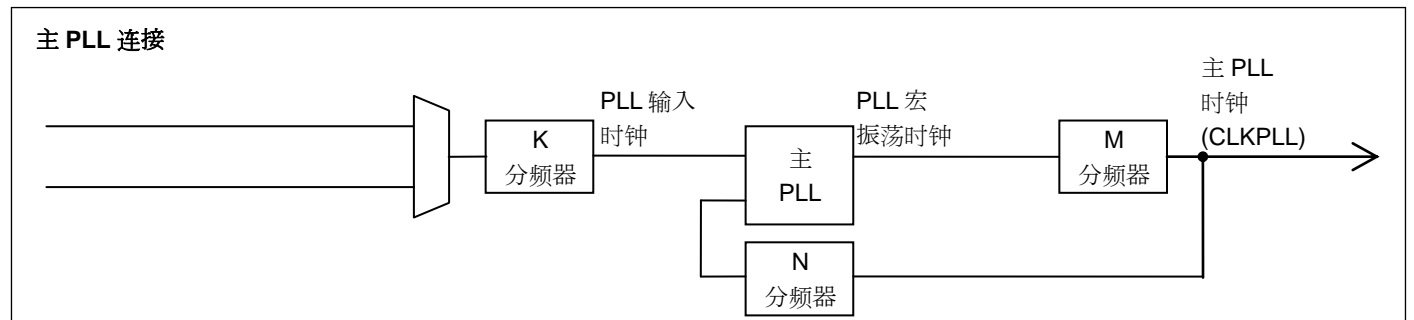 主 PLL 连接
K
分频器
PLL 输入
时钟
主
PLL
N
分频器
PLL 宏
振荡时钟
M
分频器
主 PLL
时钟
(CLKPLL)